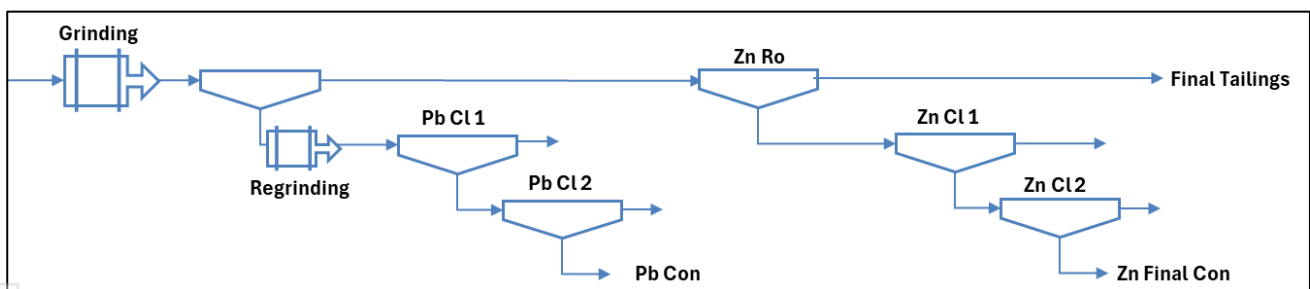 Grinding
Zn Ro
Final Tailings
Pb Cl 1
Zn Cl 1
Regrinding
Pb Cl 2
Zn Cl 2
Pb Con
Zn Final Con